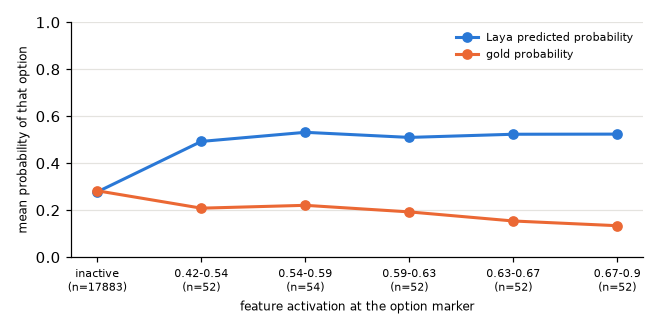 1.0
0.8
0.6
0.4
0.2
0.0
mean probability of that option
Laya predicted probability
gold probability
inactive
(n=17883)
0.42-0.54
(n=52)
0.54-0.59
(n=54)
0.59-0.63
(n=52)
0.63-0.67
(n=52)
0.67-0.9
(n=52)
feature activation at the option marker